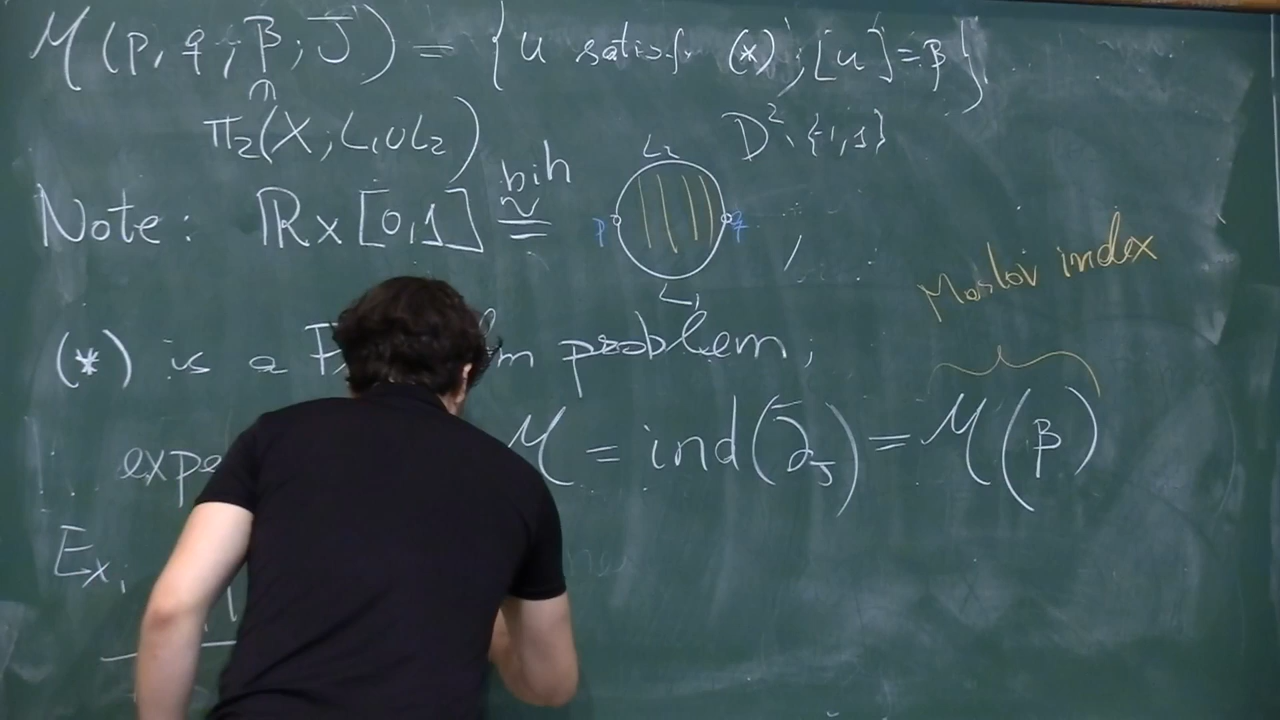 M(p, q; β; J) = {u satisf. (*); [u]=β}
∩
π₂(X; L₁∪L₂)
D²\{-1,1}
Note: ℝ×[0,1] ≅ bih
L₂
p q
L₁
Maslov index
(*) is a problem;
M = ind(∂̄_J) = M(β)
Ex.